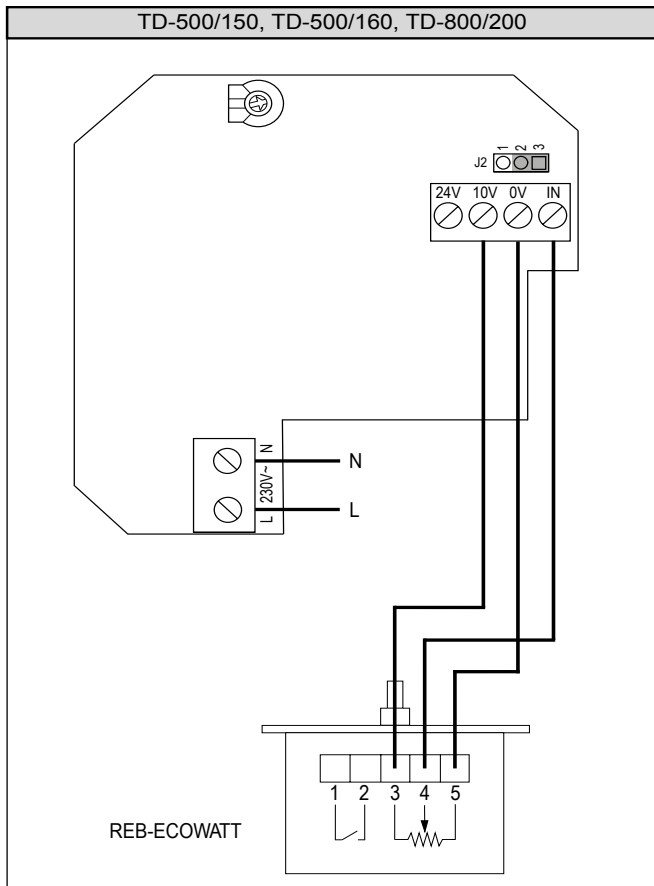 TD-500/150, TD-500/160, TD-800/200
J2 1 2 3
24V 10V 0V IN
N N
230V~
L L
1 2 3 4 5
REB-ECOWATT